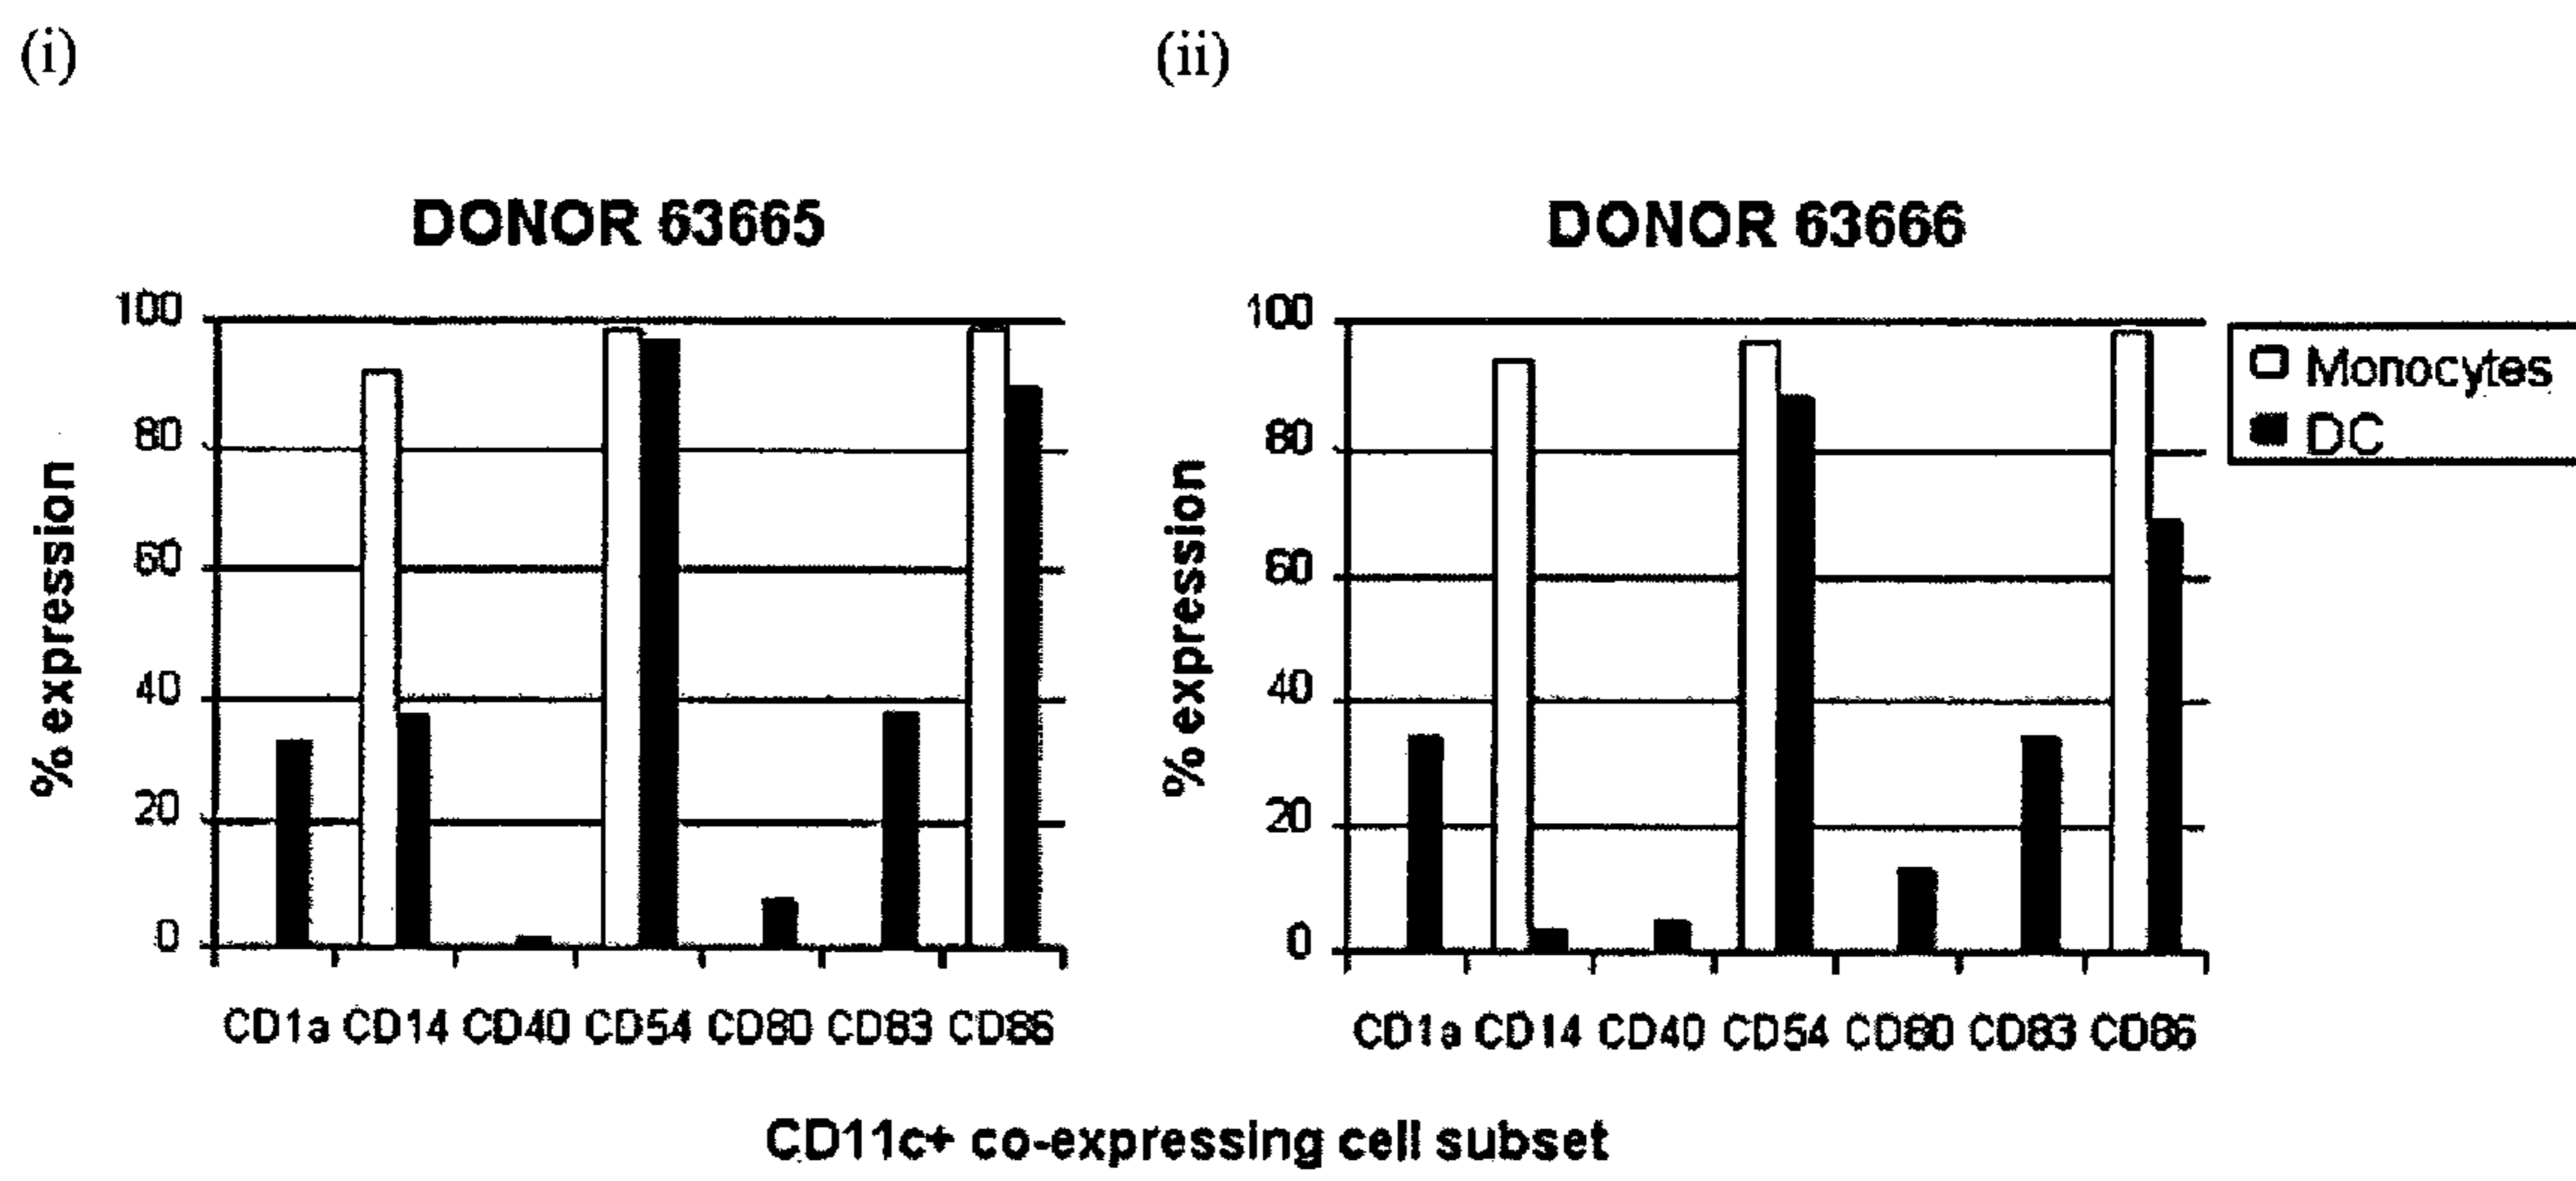 (i)
(ii)
DONOR 63665
DONOR 63666
100
80
60
40
20
0
% expression
CD1a CD14 CD40 CD54 CD80 CD83 CD86
100
80
60
40
20
0
% expression
CD1a CD14 CD40 CD54 CD80 CD83 CD86
Monocytes
DC
CD11c+ co-expressing cell subset